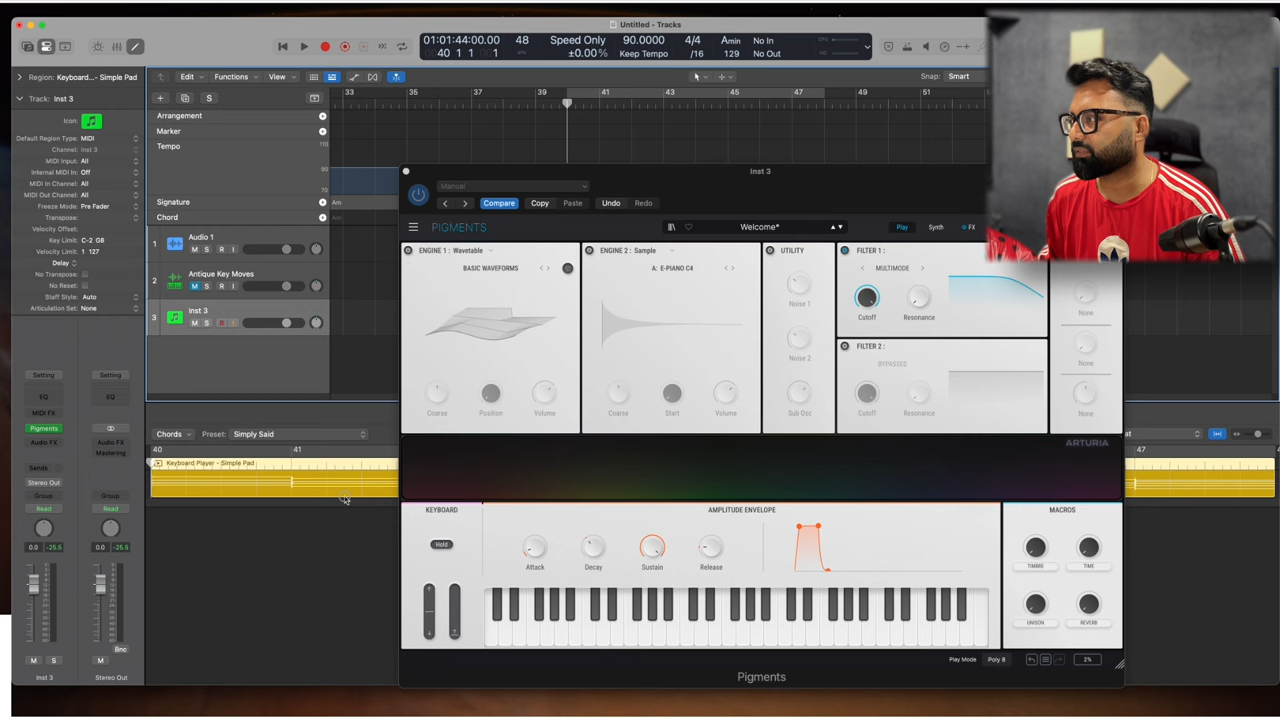 Untitled - Tracks
01:01:44:00.00 48 Speed Only 90.0000 4/4 Amin No In
40 1 1 1 ±0.00% Keep Tempo /16 129 No Out
Region: Keyboard...- Simple Pad
Edit Functions View Snap: Smart
Track: Inst 3
S
33 35 37 39 41 43 45 47 49 51
Icon:
Default Region Type: MIDI
Channel: Inst 3
MIDI Input: All
Internal MIDI In: Off
MIDI In Channel: All
MIDI Out Channel: All
Freeze Mode: Pre Fader
Transpose:
Velocity Offset:
Key Limit: C-2 G8
Velocity Limit: 1 127
Delay
No Transpose:
No Reset:
Staff Style: Auto
Articulation Set: None
Arrangement
Marker
Tempo
110
90
70
Signature
Am
Chord
Am
1 Audio 1
M S R I
2 Antique Key Moves
M S R I
3 Inst 3
M S R I
Inst 3
Manual
Compare Copy Paste Undo Redo
PIGMENTS Welcome* Play Synth FX
ENGINE 1: Wavetable ENGINE 2: Sample UTILITY FILTER 1 :
BASIC WAVEFORMS A: E-PIANO C4 MULTIMODE
Noise 1 Cutoff Resonance None
Noise 2 FILTER 2 :
BYPASSED None
Coarse Position Volume Coarse Start Volume Sub Osc Cutoff Resonance None
ARTURIA
KEYBOARD AMPLITUDE ENVELOPE MACROS
Hold
Attack Decay Sustain Release
TIMBRE TIME
UNISON REVERB
Play Mode Poly 8 2%
Pigments
Setting Setting
EQ EQ
MIDI FX
Pigments
Audio FX Audio FX
Mastering
Sends
Stereo Out
Group Group
Read Read
0.0 -25.5 0.0 -25.5
Bnc
M S M
Inst 3 Stereo Out
Chords Preset: Simply Said
40 41 47
Keyboard Player - Simple Pad